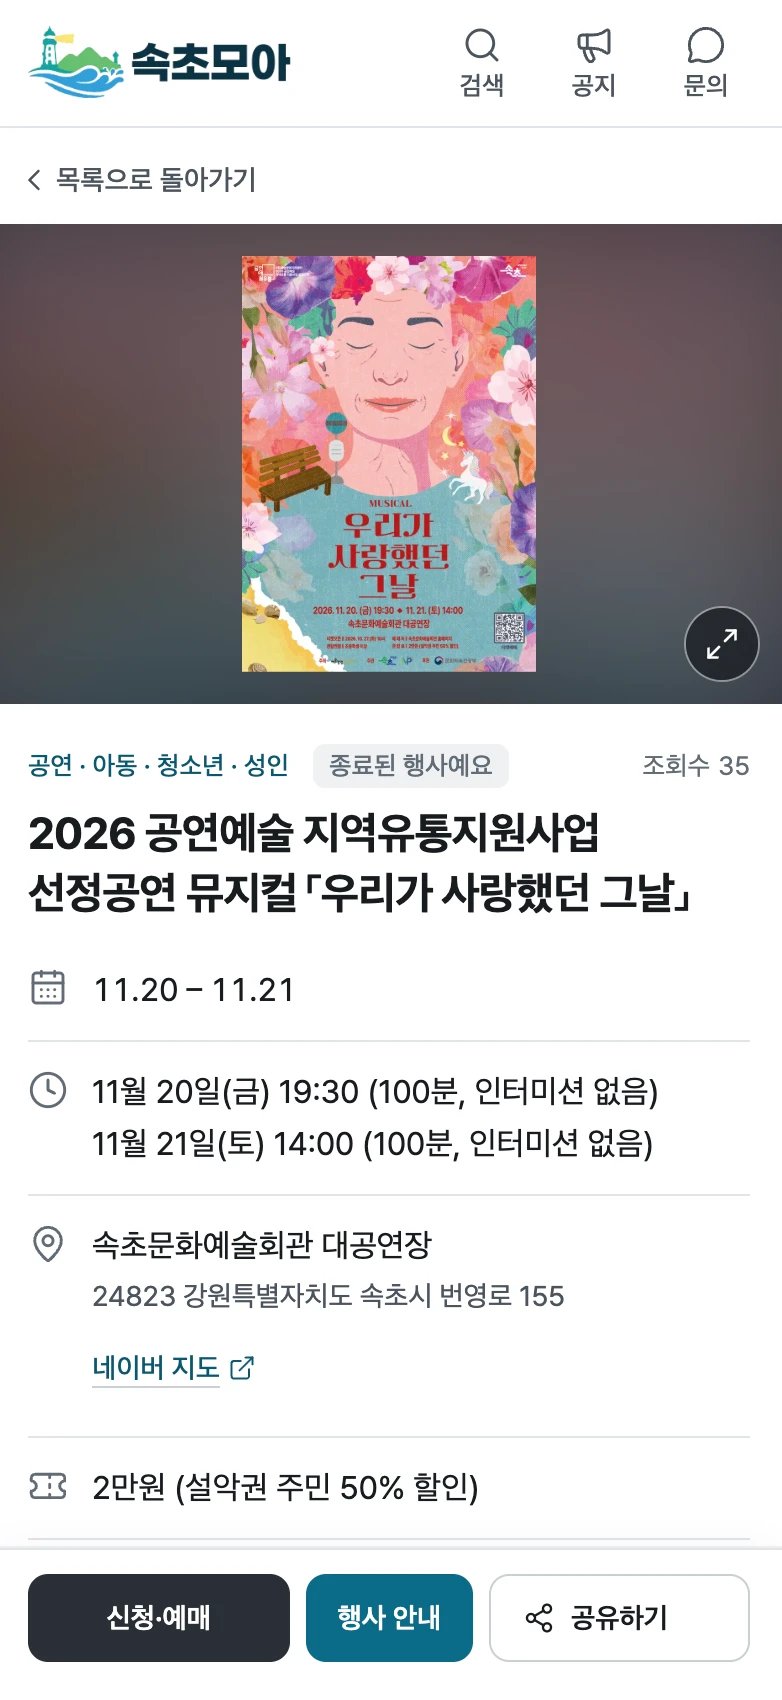 속초모아
검색
공지
문의
목록으로 돌아가기
속초
MUSICAL
우리가
사랑했던
그날
2026. 11. 20. (금) 19:30 ✦ 11. 21. (토) 14:00
속초문화예술회관 대공연장
공연 · 아동 · 청소년 · 성인
종료된 행사예요
조회수 35
2026 공연예술 지역유통지원사업
선정공연 뮤지컬 「우리가 사랑했던 그날」
11.20 – 11.21
11월 20일(금) 19:30 (100분, 인터미션 없음)
11월 21일(토) 14:00 (100분, 인터미션 없음)
속초문화예술회관 대공연장
24823 강원특별자치도 속초시 번영로 155
네이버 지도
2만원 (설악권 주민 50% 할인)
신청·예매
행사 안내
공유하기